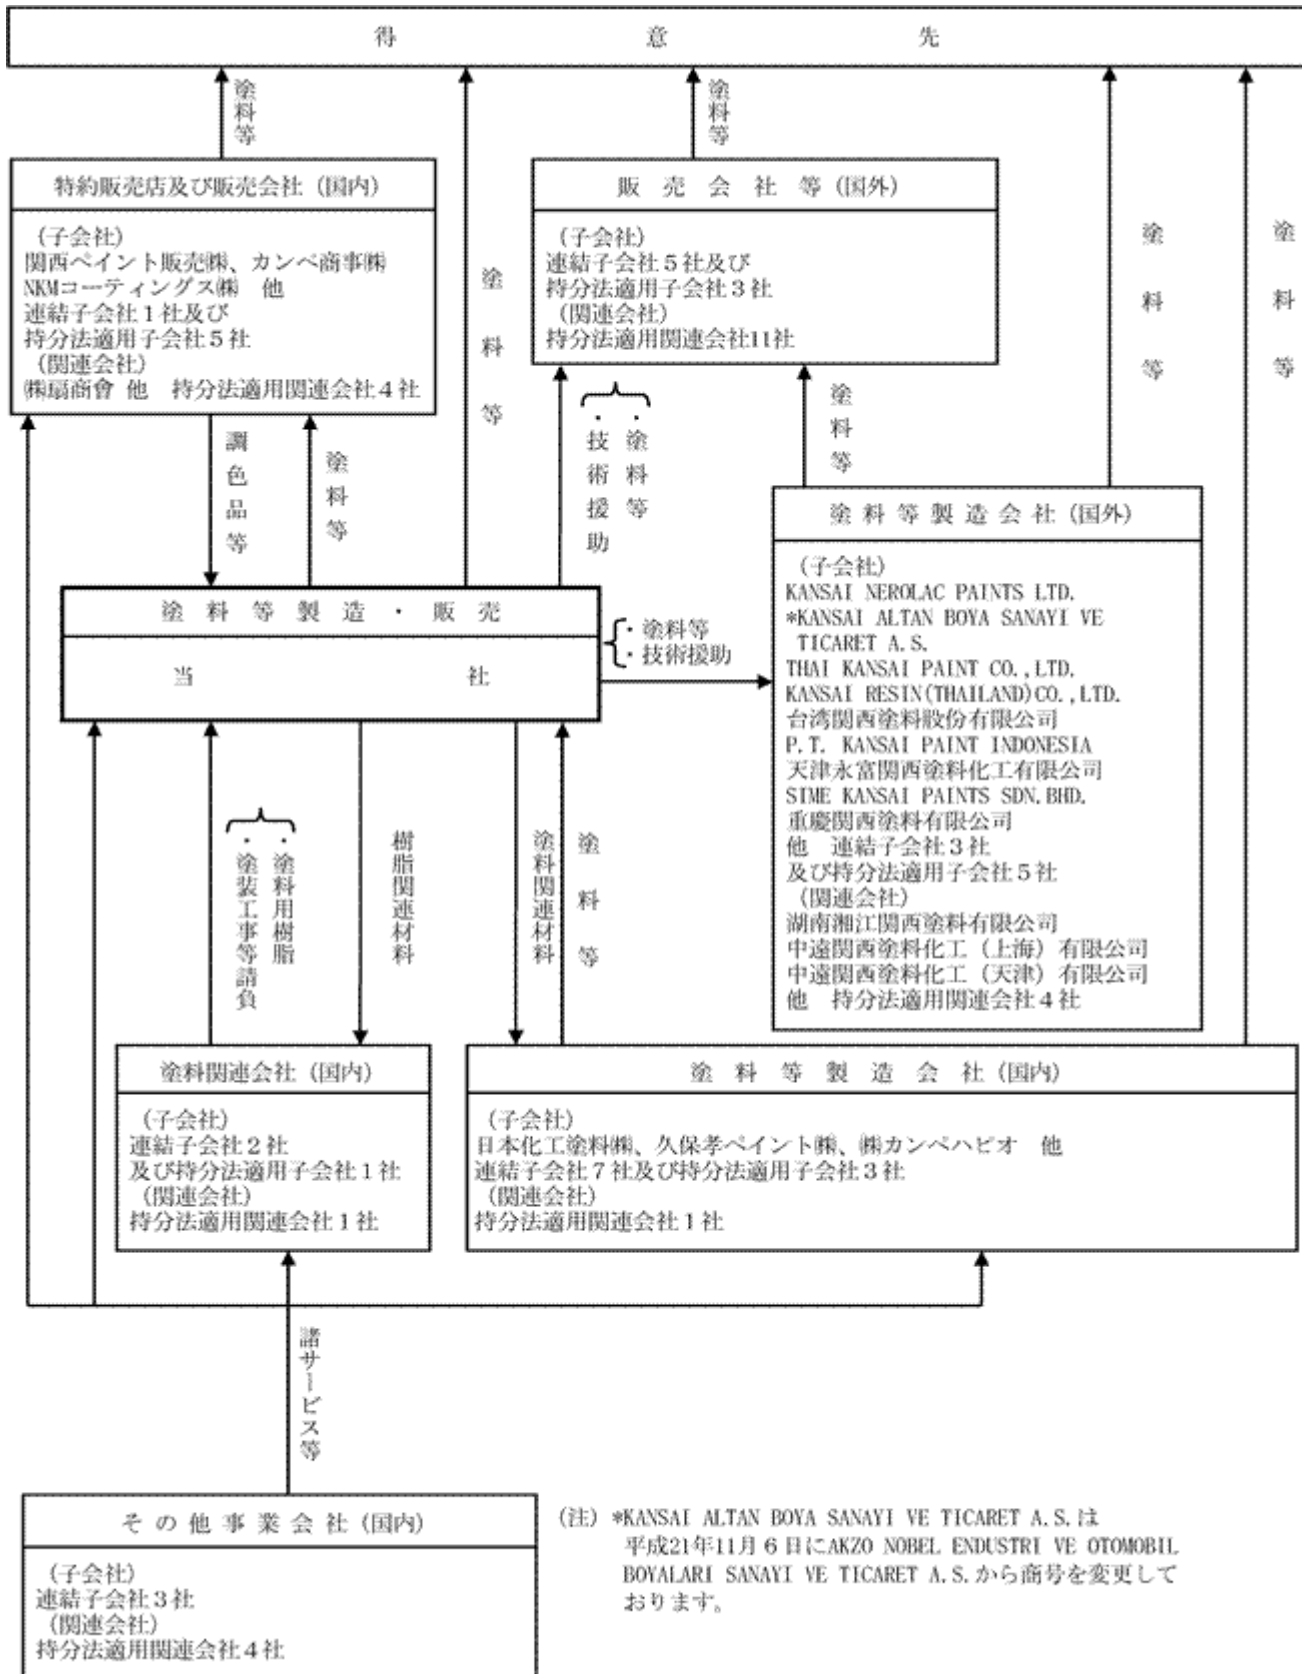 得意先
塗料等
塗料等
塗料等
塗料等
塗料等
特約販売店及び販売会社(国内)
(子会社)
関西ペイント販売㈱、カンペ商事㈱
NKMコーティングス㈱ 他
連結子会社1社及び
持分法適用子会社5社
(関連会社)
㈱扇商會 他 持分法適用関連会社4社
販売会社等(国外)
(子会社)
連結子会社5社及び
持分法適用子会社3社
(関連会社)
持分法適用関連会社11社
調色品等
塗料等
・塗料等
・技術援助
塗料等
塗料等製造・販売
当社
・塗料等
・技術援助
塗料等製造会社(国外)
(子会社)
KANSAI NEROLAC PAINTS LTD.
*KANSAI ALTAN BOYA SANAYI VE
TICARET A.S.
THAI KANSAI PAINT CO.,LTD.
KANSAI RESIN(THAILAND)CO.,LTD.
台湾関西塗料股份有限公司
P.T. KANSAI PAINT INDONESIA
天津永富関西塗料化工有限公司
SIME KANSAI PAINTS SDN.BHD.
重慶関西塗料有限公司
他 連結子会社3社
及び持分法適用子会社5社
(関連会社)
湖南湘江関西塗料有限公司
中遠関西塗料化工(上海)有限公司
中遠関西塗料化工(天津)有限公司
他 持分法適用関連会社4社
・塗料用樹脂
・塗装工事等請負
樹脂関連材料
塗料関連材料
塗料等
塗料関連会社(国内)
(子会社)
連結子会社2社
及び持分法適用子会社1社
(関連会社)
持分法適用関連会社1社
塗料等製造会社(国内)
(子会社)
日本化工塗料㈱、久保孝ペイント㈱、㈱カンペハピオ 他
連結子会社7社及び持分法適用子会社3社
(関連会社)
持分法適用関連会社1社
諸サービス等
その他事業会社(国内)
(子会社)
連結子会社3社
(関連会社)
持分法適用関連会社4社
(注) *KANSAI ALTAN BOYA SANAYI VE TICARET A.S.は
平成21年11月6日にAKZO NOBEL ENDUSTRI VE OTOMOBIL
BOYALARI SANAYI VE TICARET A.S.から商号を変更して
おります。